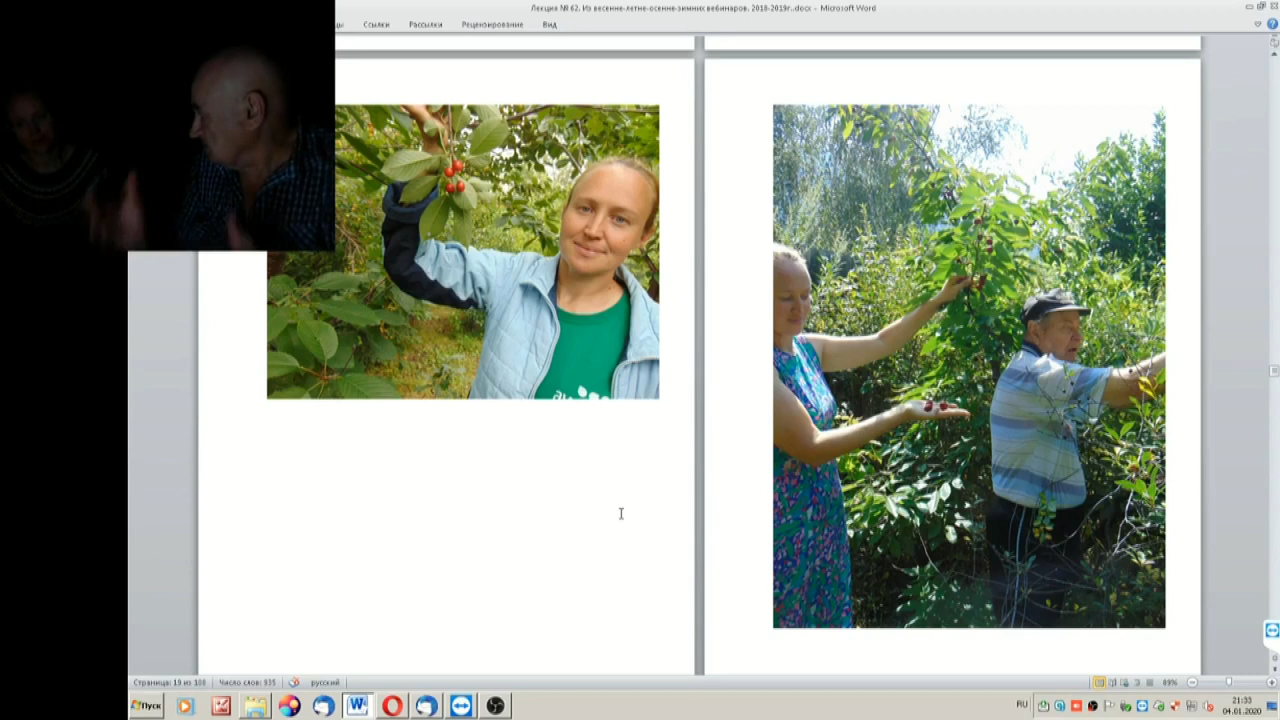 Лекция № 62. Из весенне-летне-осенне-зимних вебинаров. 2018-2019г..docx - Microsoft Word
Ссылки Рассылки Рецензирование Вид
Страница: 19 из 108 Число слов: 935 русский 89%
Пуск RU 21:33
04.01.2020